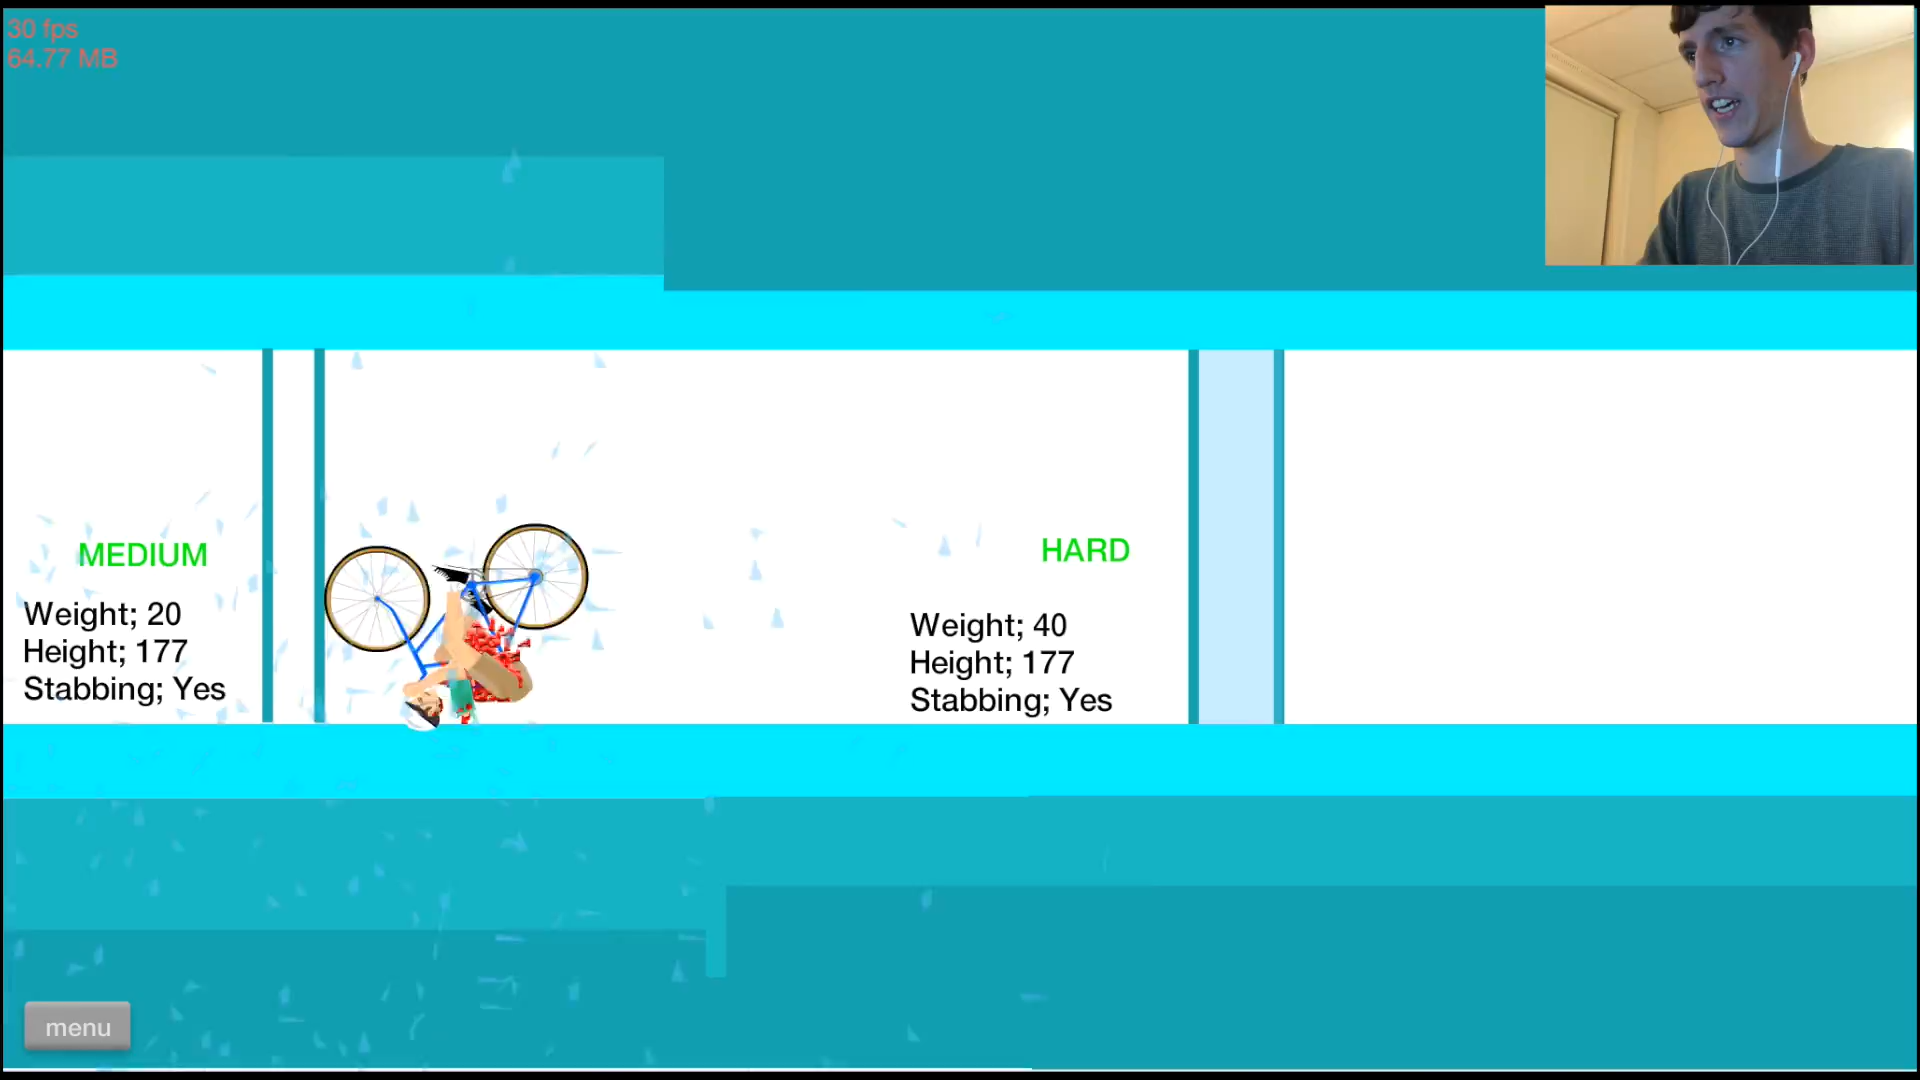 30 fps
64.77 MB
MEDIUM
Weight; 20
Height; 177
Stabbing; Yes
HARD
Weight; 40
Height; 177
Stabbing; Yes
menu